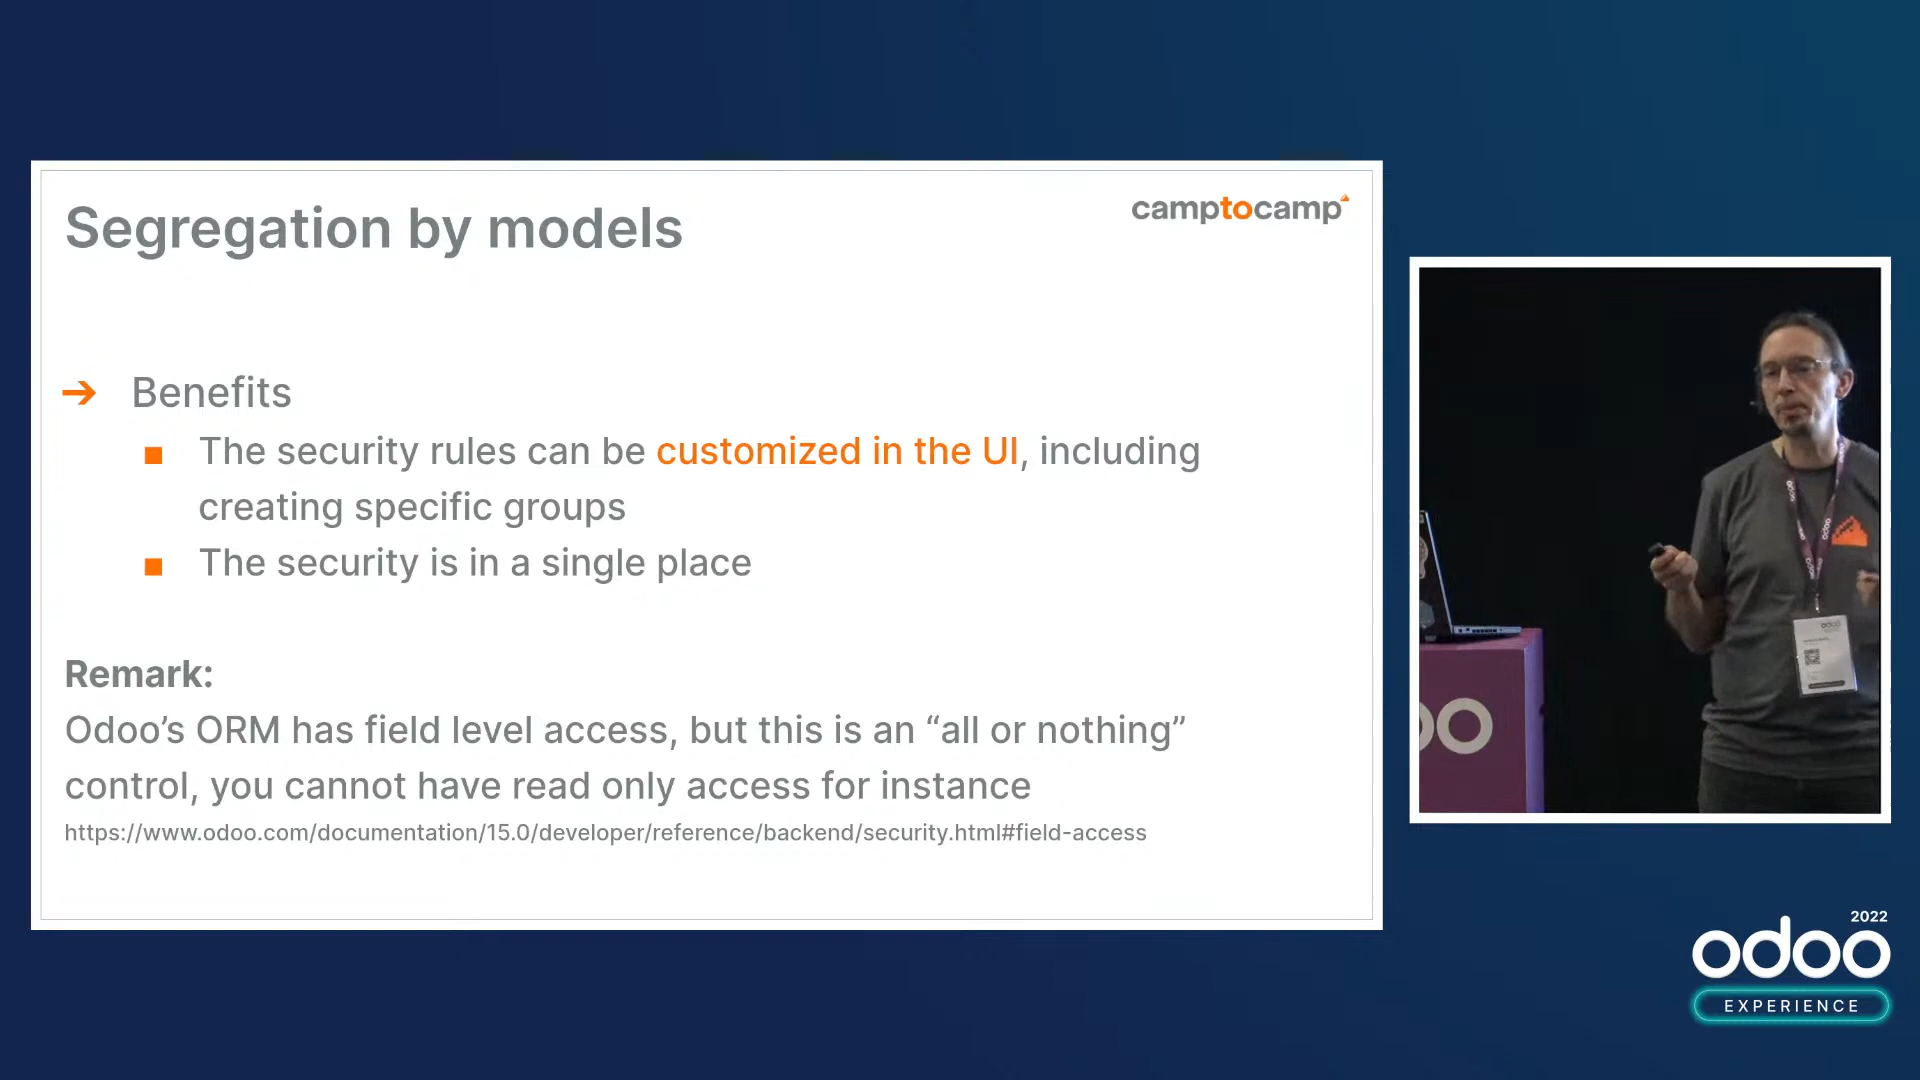 Segregation by models
camptocamp
➔ Benefits
■ The security rules can be customized in the UI, including
creating specific groups
■ The security is in a single place
Remark:
Odoo’s ORM has field level access, but this is an “all or nothing”
control, you cannot have read only access for instance
https://www.odoo.com/documentation/15.0/developer/reference/backend/security.html#field-access
odoo
odoo
oo
2022
odoo
EXPERIENCE